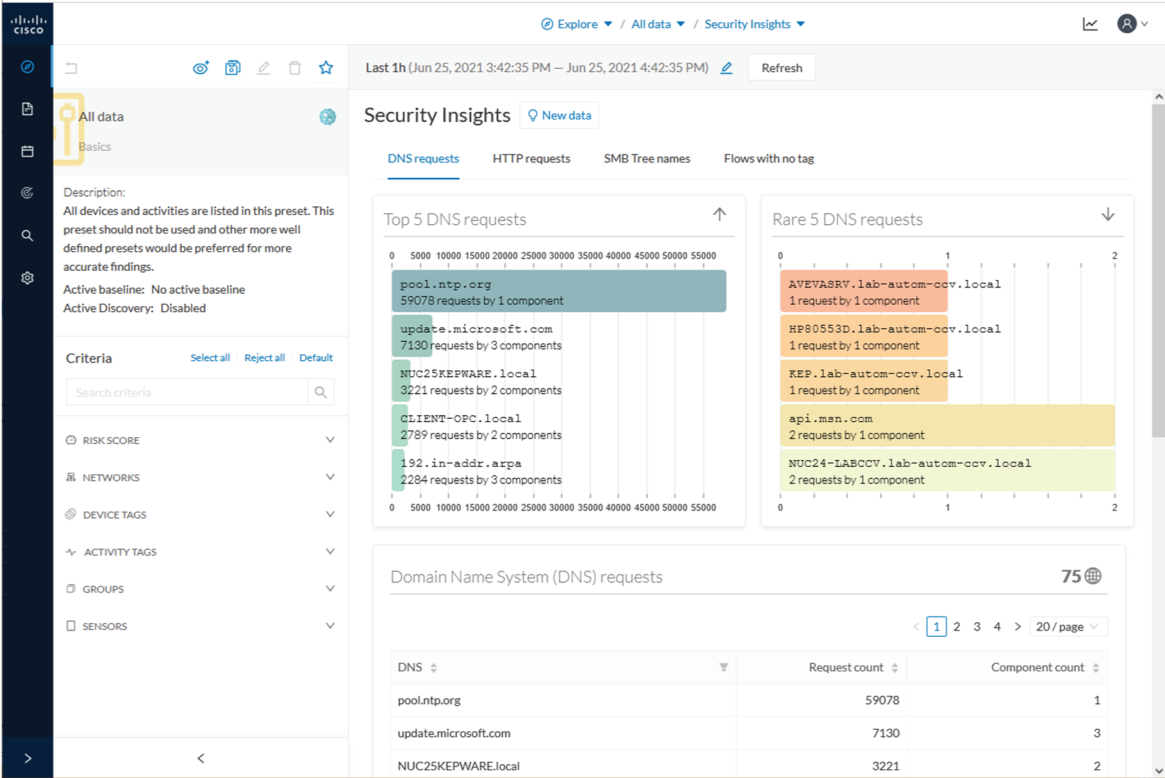 CISCO
Explore / All data / Security Insights
Last 1h (Jun 25, 2021 3:42:35 PM — Jun 25, 2021 4:42:35 PM) Refresh
All data
Basics
Description:
All devices and activities are listed in this preset. This
preset should not be used and other more well
defined presets would be preferred for more
accurate findings.
Active baseline: No active baseline
Active Discovery: Disabled
Criteria Select all Reject all Default
Search criteria
RISK SCORE
NETWORKS
DEVICE TAGS
ACTIVITY TAGS
GROUPS
SENSORS
Security Insights New data
DNS requests HTTP requests SMB Tree names Flows with no tag
Top 5 DNS requests
0 5000 10000 15000 20000 25000 30000 35000 40000 45000 50000 55000
pool.ntp.org
59078 requests by 1 component
update.microsoft.com
7130 requests by 3 components
NUC25KEPWARE.local
3221 requests by 2 components
CLIENT-OPC.local
2789 requests by 2 components
192.in-addr.arpa
2284 requests by 3 components
0 5000 10000 15000 20000 25000 30000 35000 40000 45000 50000 55000
Rare 5 DNS requests
0 1 2
AVEVASRV.lab-autom-ccv.local
1 request by 1 component
HP80553D.lab-autom-ccv.local
1 request by 1 component
KEP.lab-autom-ccv.local
1 request by 1 component
api.msn.com
2 requests by 1 component
NUC24-LABCCV.lab-autom-ccv.local
2 requests by 1 component
0 1 2
Domain Name System (DNS) requests 75
1 2 3 4 20 / page
DNS Request count Component count
pool.ntp.org 59078 1
update.microsoft.com 7130 3
NUC25KEPWARE.local 3221 2